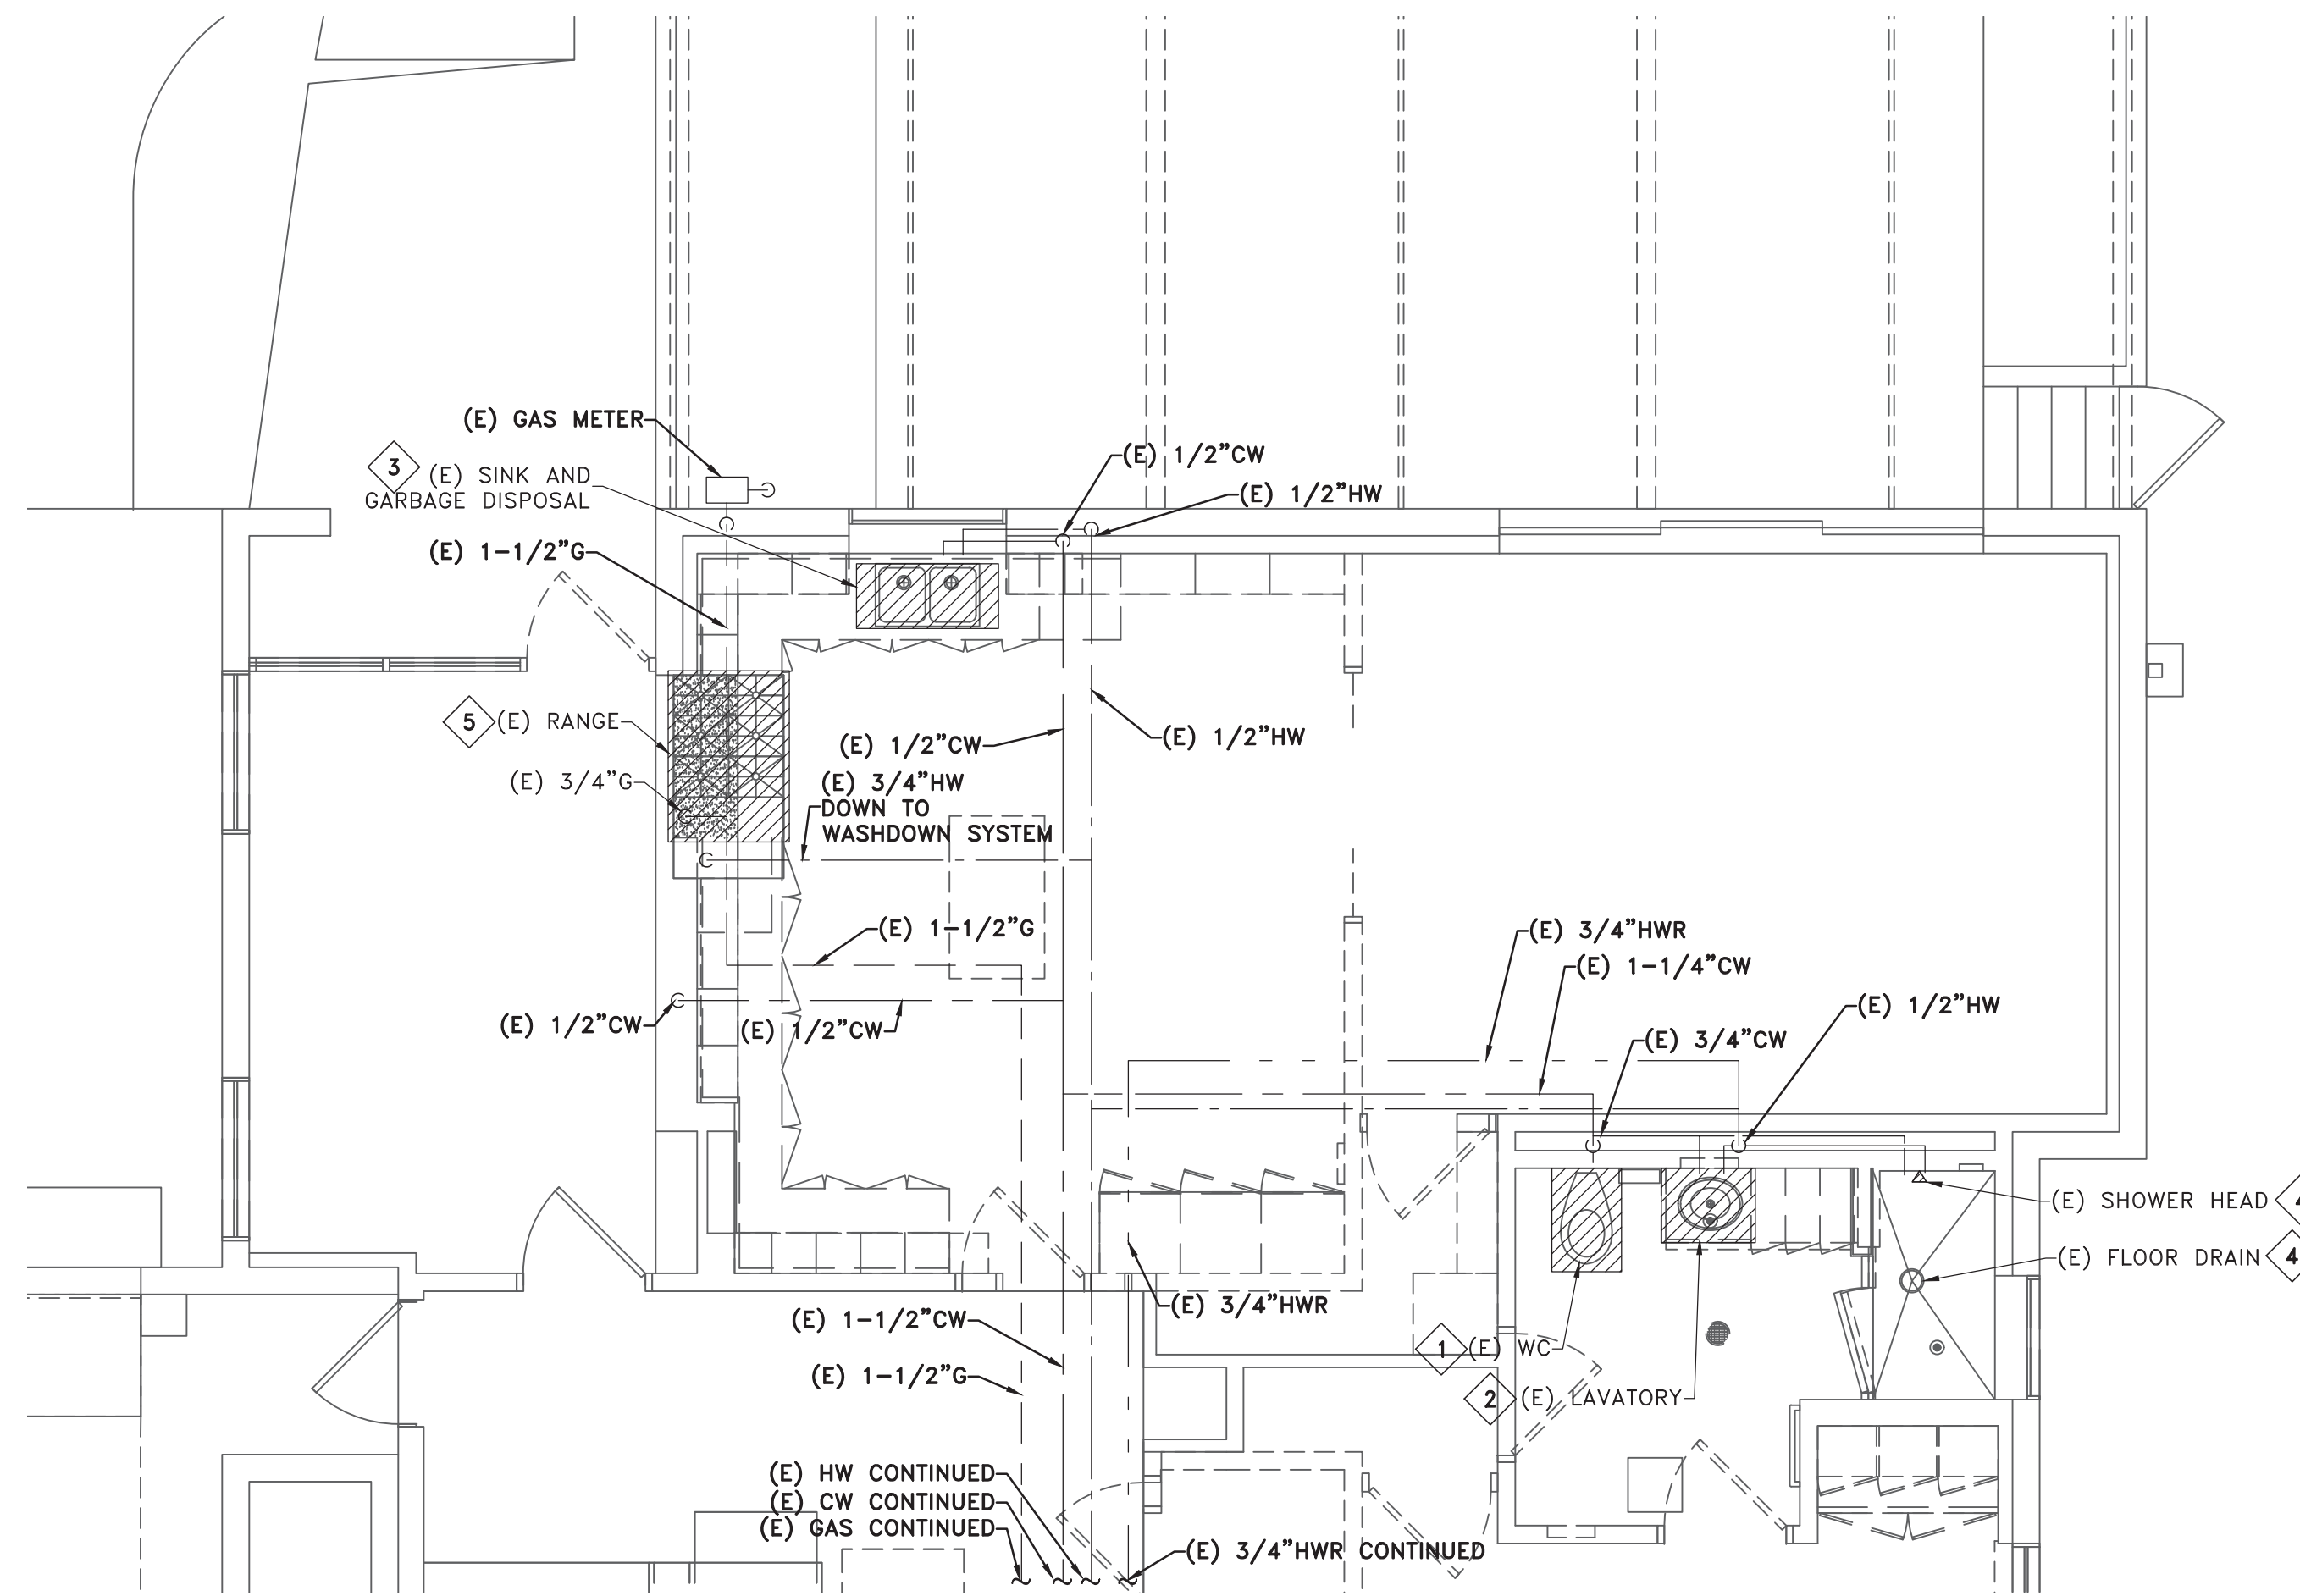 (E) GAS METER
(E) 1/2"CW
3
(E) SINK AND
GARBAGE DISPOSAL
(E) 1/2"HW
(E) 1-1/2"G
5
(E) RANGE
(E) 1/2"CW
(E) 1/2"HW
(E) 3/4"G
(E) 3/4"HW
DOWN TO
WASHDOWN SYSTEM
(E) 1-1/2"G
(E) 3/4"HWR
(E) 1-1/4"CW
(E) 1/2"HW
(E) 1/2"CW
(E) 1/2"CW
(E) 3/4"CW
(E) SHOWER HEAD
(E) FLOOR DRAIN 4
(E) 3/4"HWR
(E) 1-1/2"CW
1 (E) WC
(E) 1-1/2"G
2 (E) LAVATORY
(E) HW CONTINUED
(E) CW CONTINUED
(E) GAS CONTINUED
(E) 3/4"HWR CONTINUED